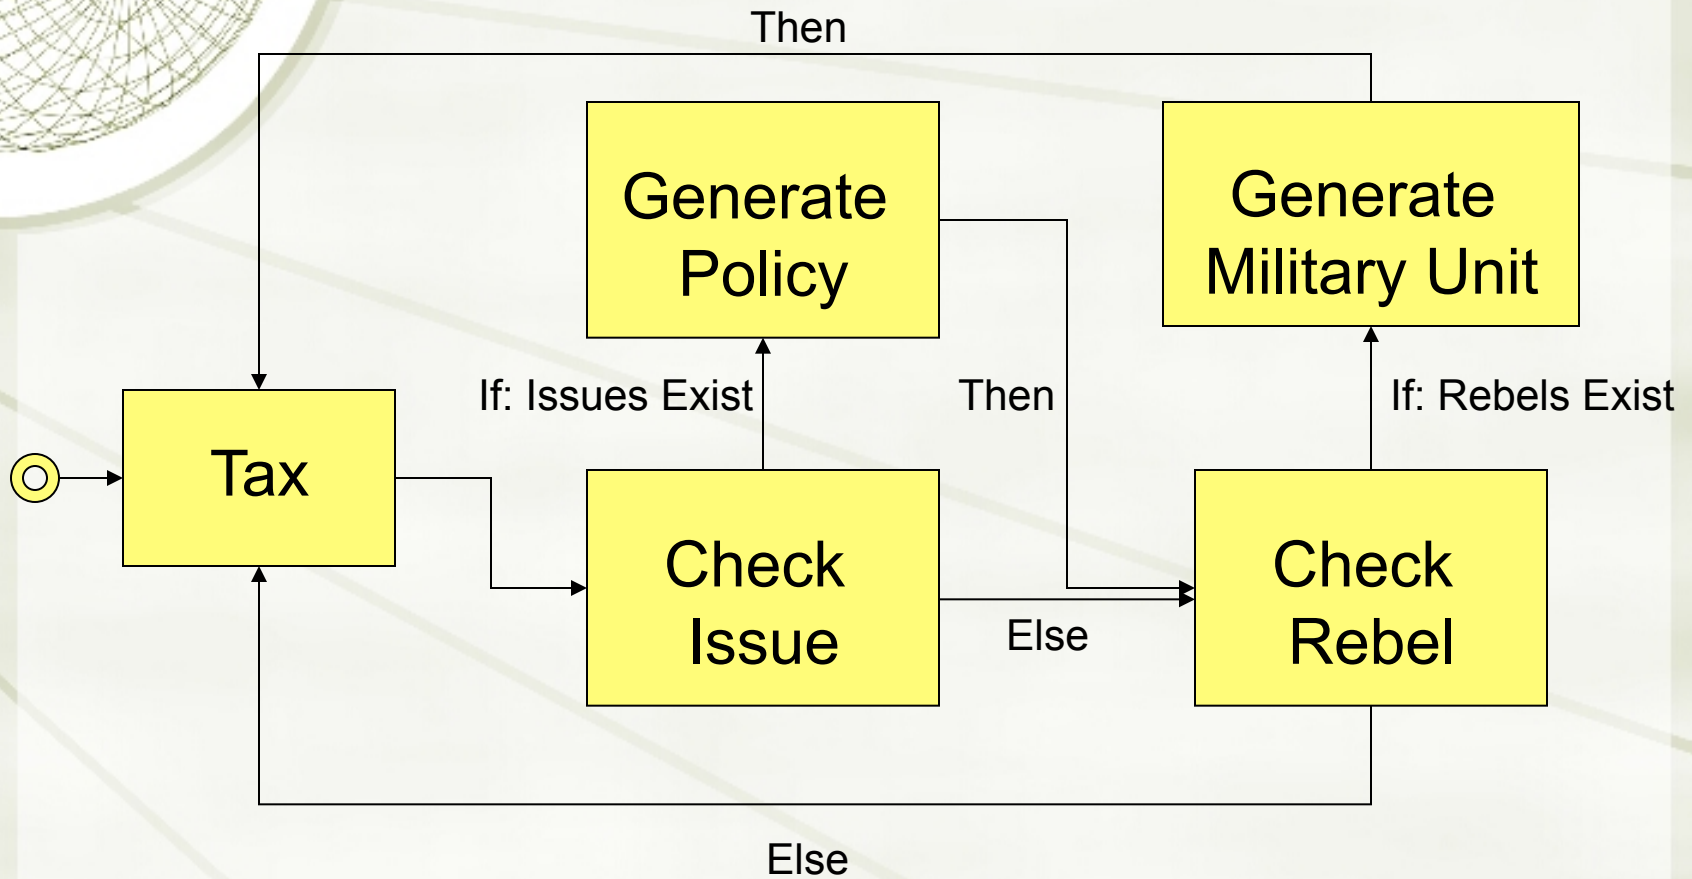 Then
Generate
Policy
Generate
Military Unit
If: Issues Exist
Then
If: Rebels Exist
Tax
Check
Issue
Else
Check
Rebel
Else